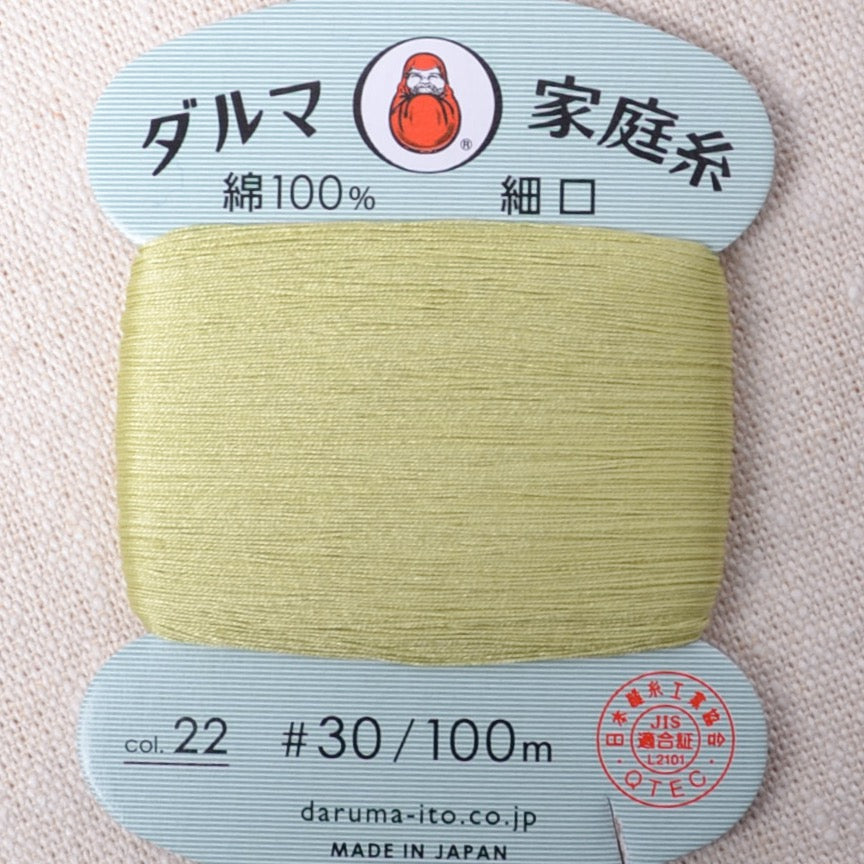 ダルマ 家庭糸
®
綿100% 細口
col. 22 #30/100m
日本縫糸工業協会
JIS
適合証
L2101
・QTEC・
daruma-ito.co.jp
MADE IN JAPAN